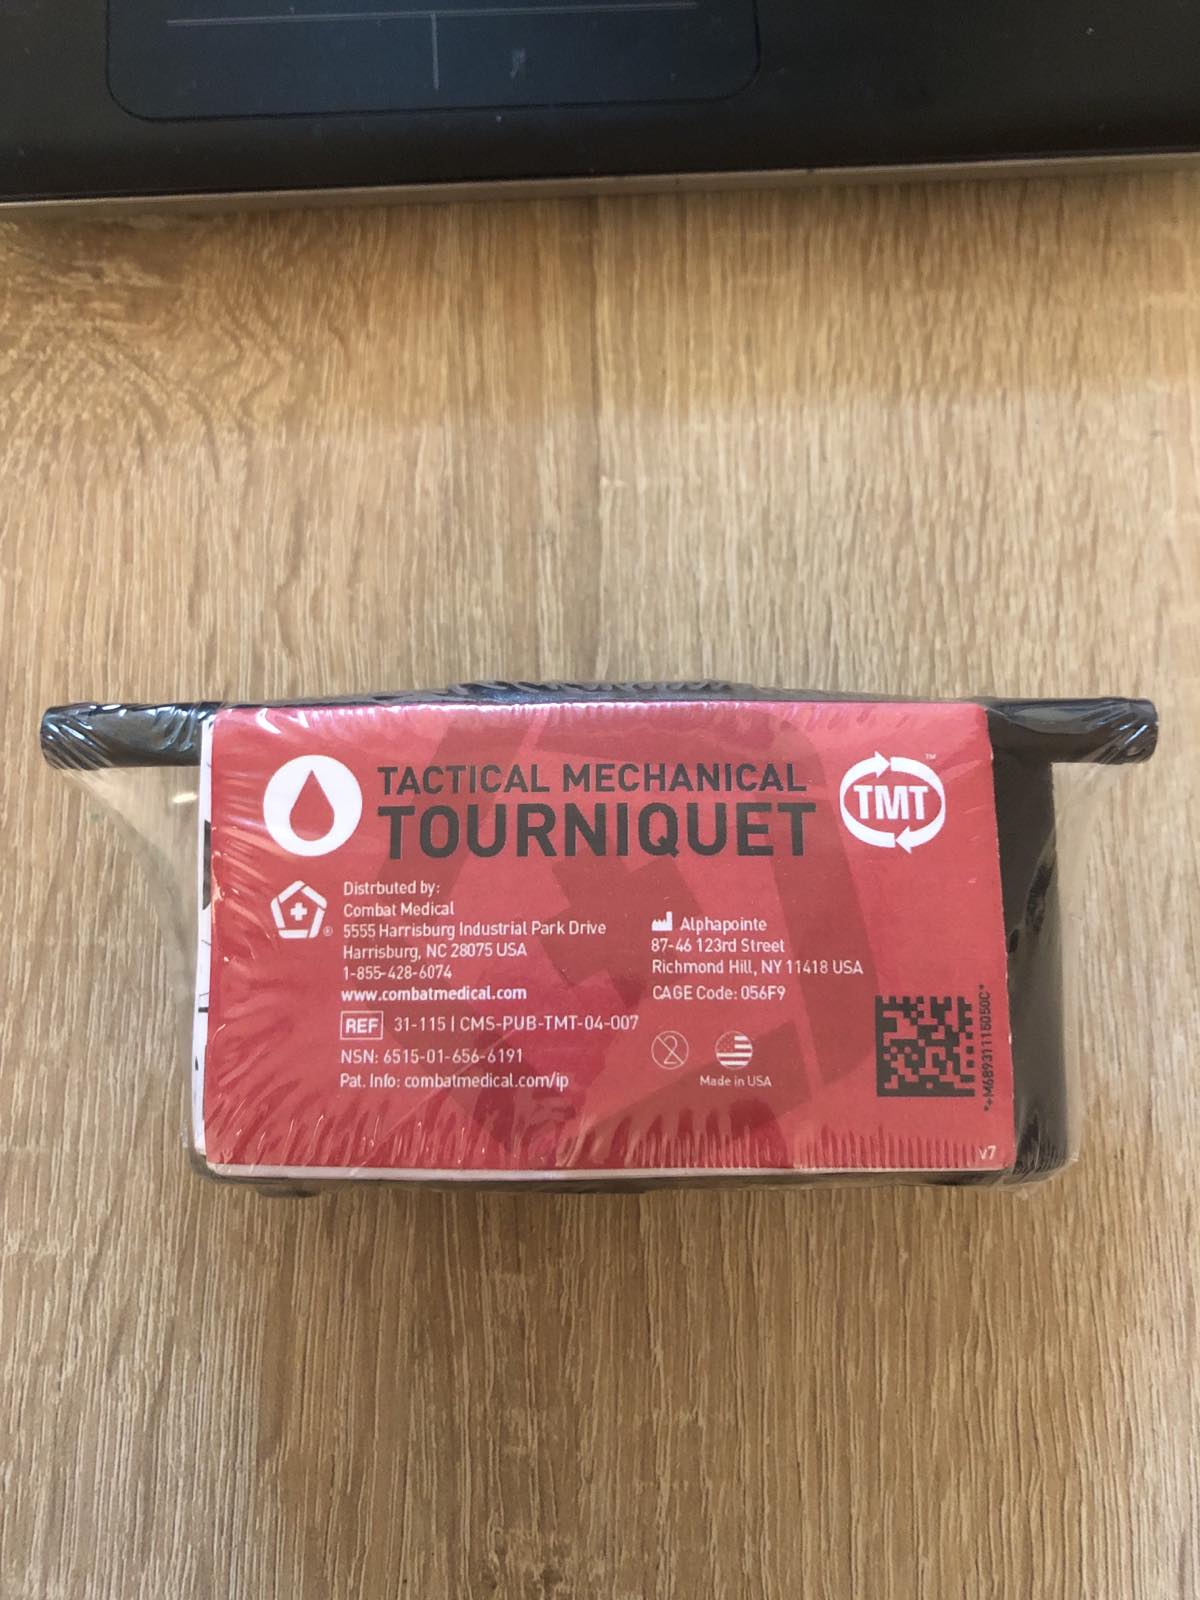 TACTICAL MECHANICAL
TOURNIQUET
TMT™
Distrbuted by:
Combat Medical
5555 Harrisburg Industrial Park Drive
Harrisburg, NC 28075 USA
1-855-428-6074
www.combatmedical.com
REF 31-115 | CMS-PUB-TMT-04-007
NSN: 6515-01-656-6191
Pat. Info: combatmedical.com/ip
Alphapointe
87-46 123rd Street
Richmond Hill, NY 11418 USA
CAGE Code: 056F9
2
Made in USA
*+M68931115050C*
v7